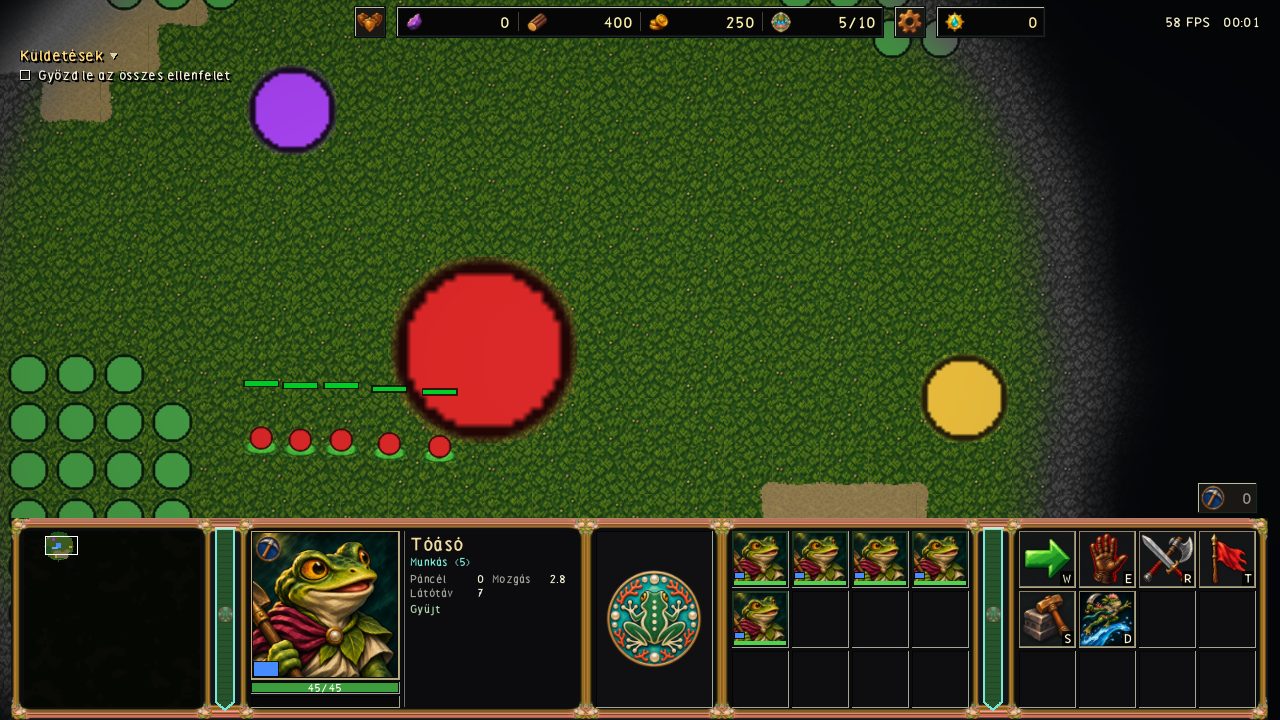 0 400 250 5/10 0 58 FPS 00:01
Küldetések
Győzd le az összes ellenfelet
0
Tóásó
Munkás (5)
Páncél 0 Mozgás 2.8
Látótáv 7
Gyűjt
45/45
W E R T
S D